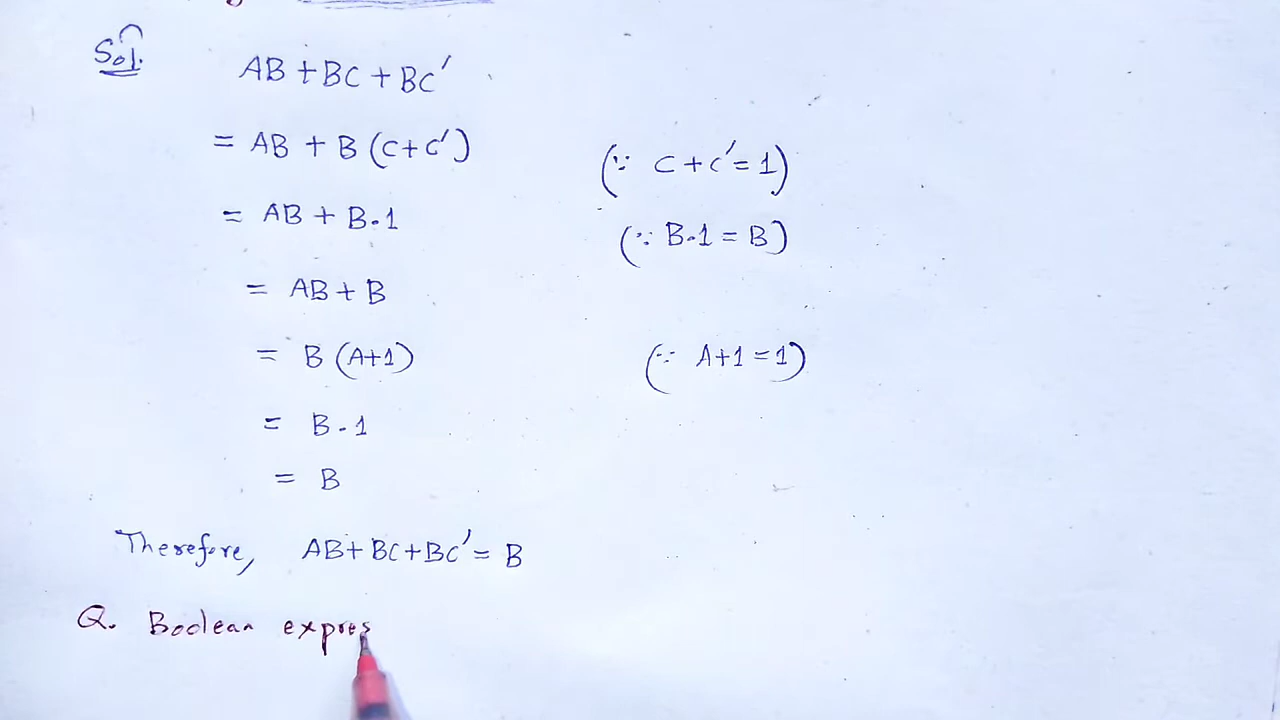 Sol.
AB + BC + BC'
= AB + B (C+C') (∵ C+C'=1)
= AB + B.1 (∵ B.1 = B)
= AB + B
= B (A+1) (∵ A+1 = 1)
= B.1
= B
Therefore, AB+BC+BC' = B
Q. Boolean expres